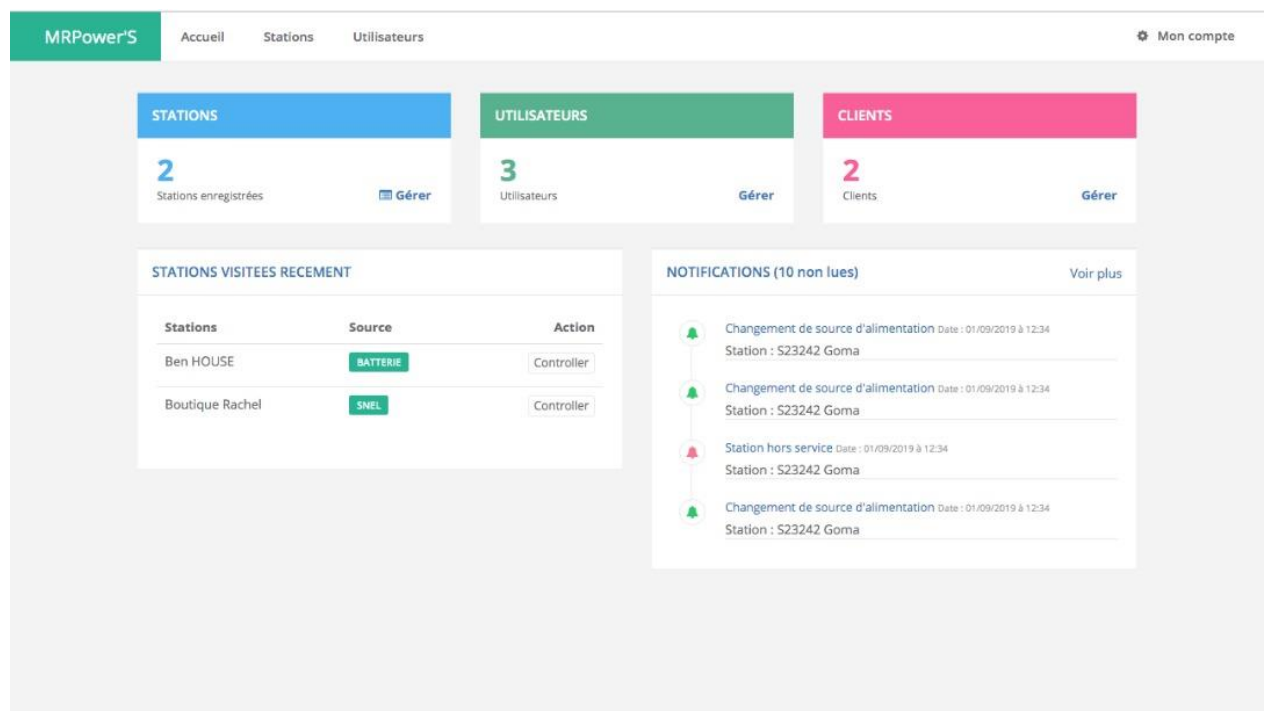 MRPower'S Accueil Stations Utilisateurs Mon compte
STATIONS
2
Stations enregistrées Gérer
UTILISATEURS
3
Utilisateurs Gérer
CLIENTS
2
Clients Gérer
STATIONS VISITEES RECEMENT
Stations Source Action
Ben HOUSE BATTERIE Controller
Boutique Rachel SNEL Controller
NOTIFICATIONS (10 non lues) Voir plus
Changement de source d'alimentation Date : 01/09/2019 à 12:34
Station : S23242 Goma
Changement de source d'alimentation Date : 01/09/2019 à 12:34
Station : S23242 Goma
Station hors service Date : 01/09/2019 à 12:34
Station : S23242 Goma
Changement de source d'alimentation Date : 01/09/2019 à 12:34
Station : S23242 Goma